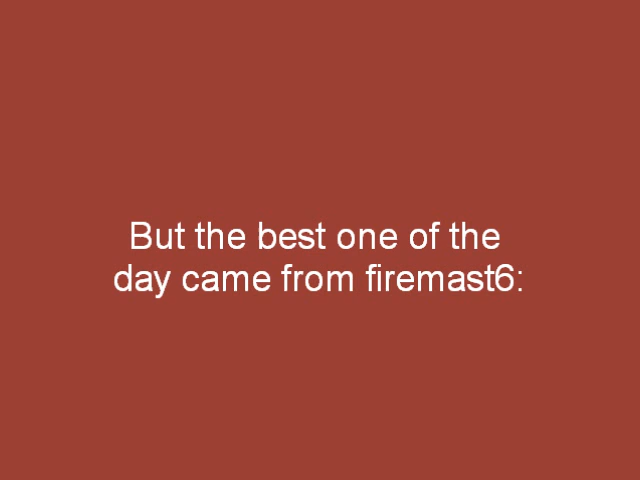 But the best one of the
day came from firemast6: